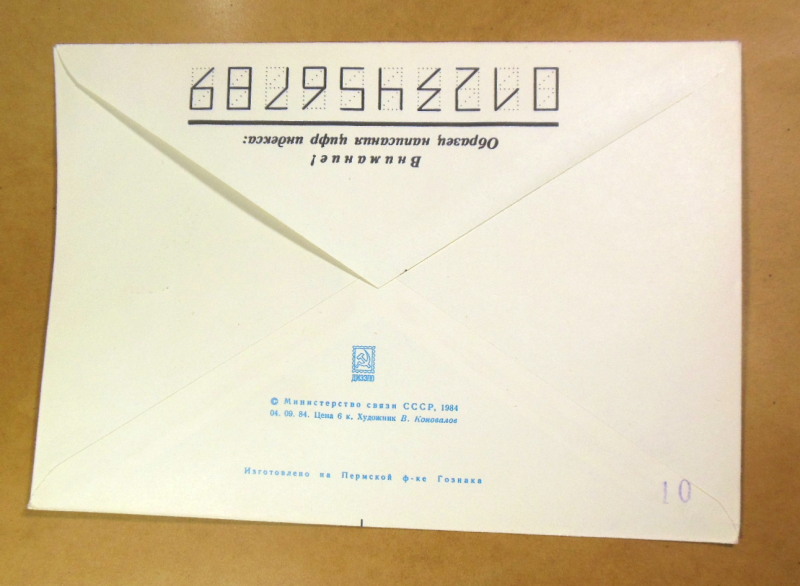 Внимание!
Образец написания цифр индекса:
0123456789
© Министерство связи СССР, 1984
04. 09. 84. Цена 6 к. Художник В. Коновалов
Изготовлено на Пермской ф-ке Гознака
10